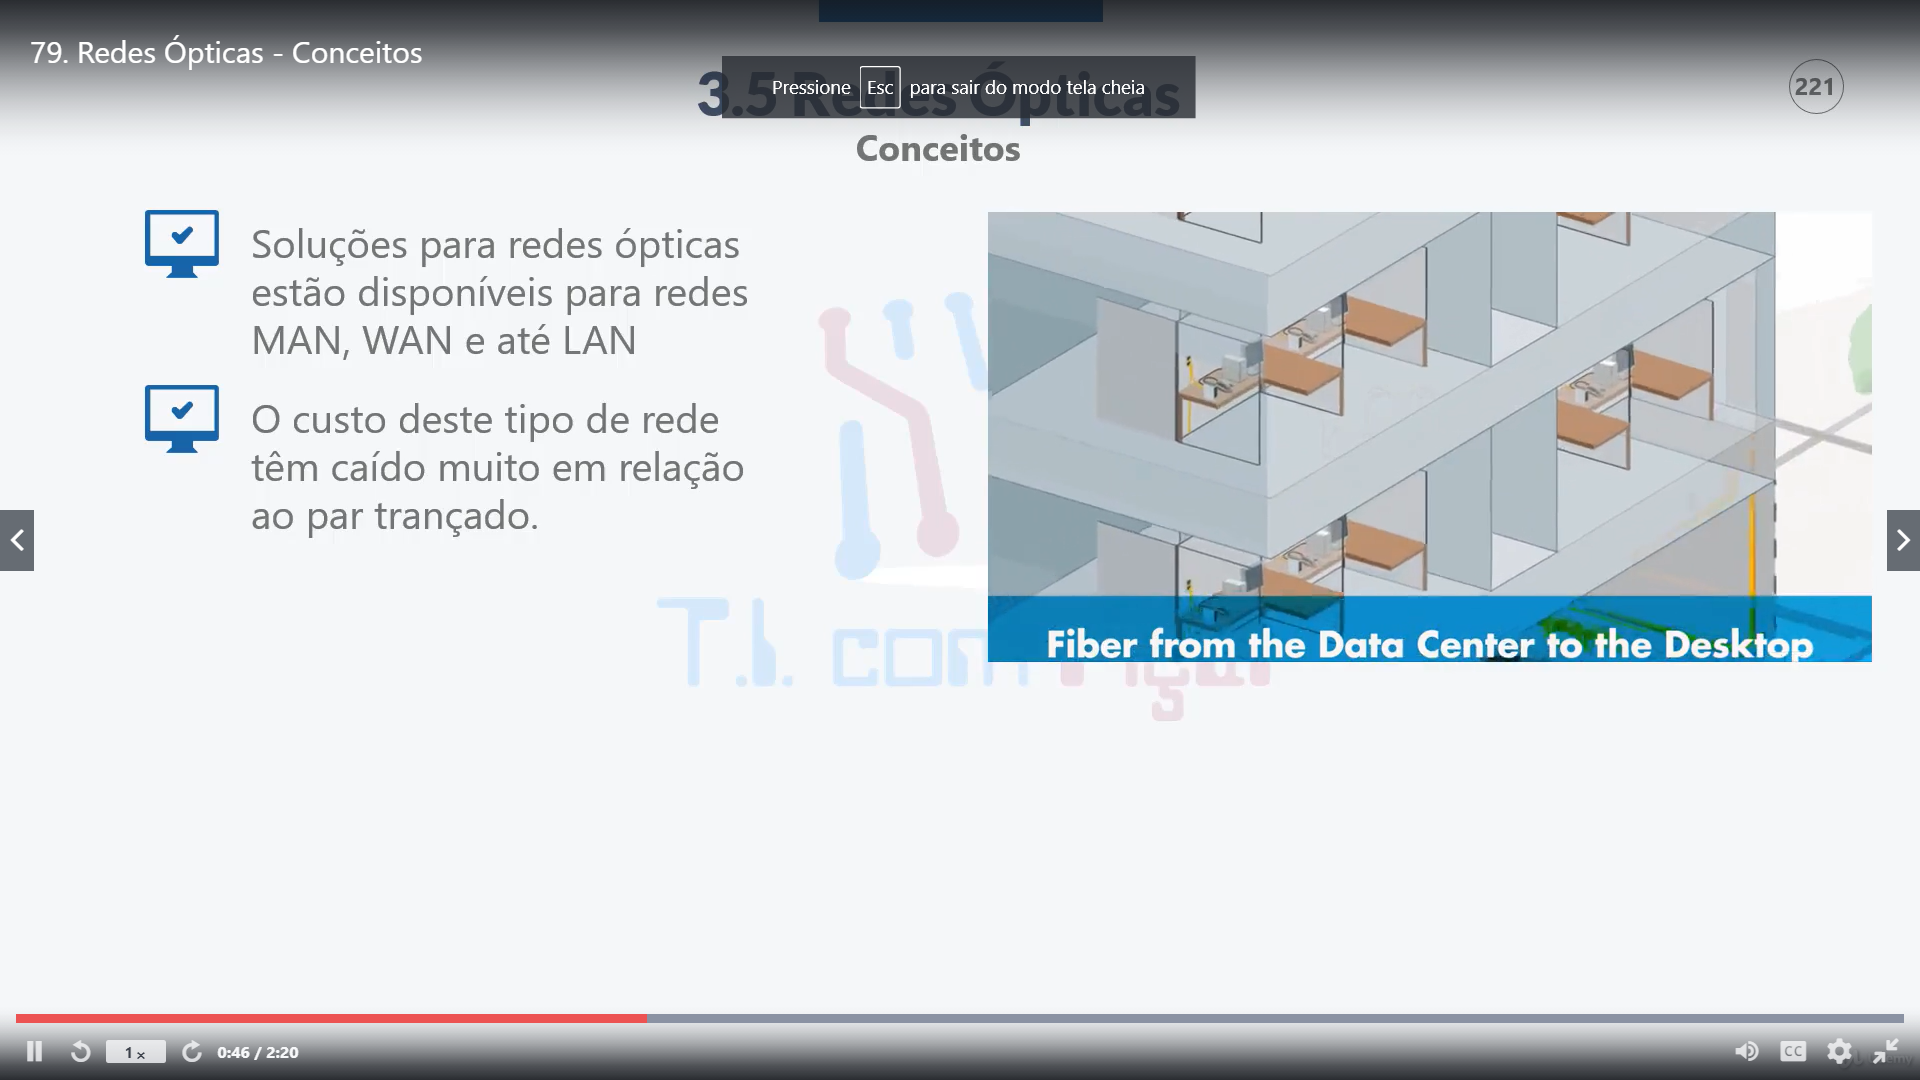 79. Redes Ópticas - Conceitos
Pressione Esc para sair do modo tela cheia
3.5 Redes Ópticas
221
Conceitos
Soluções para redes ópticas
estão disponíveis para redes
MAN, WAN e até LAN
O custo deste tipo de rede
têm caído muito em relação
ao par trançado.
Fiber from the Data Center to the Desktop
T.I. com
1 x
0:46 / 2:20
CC